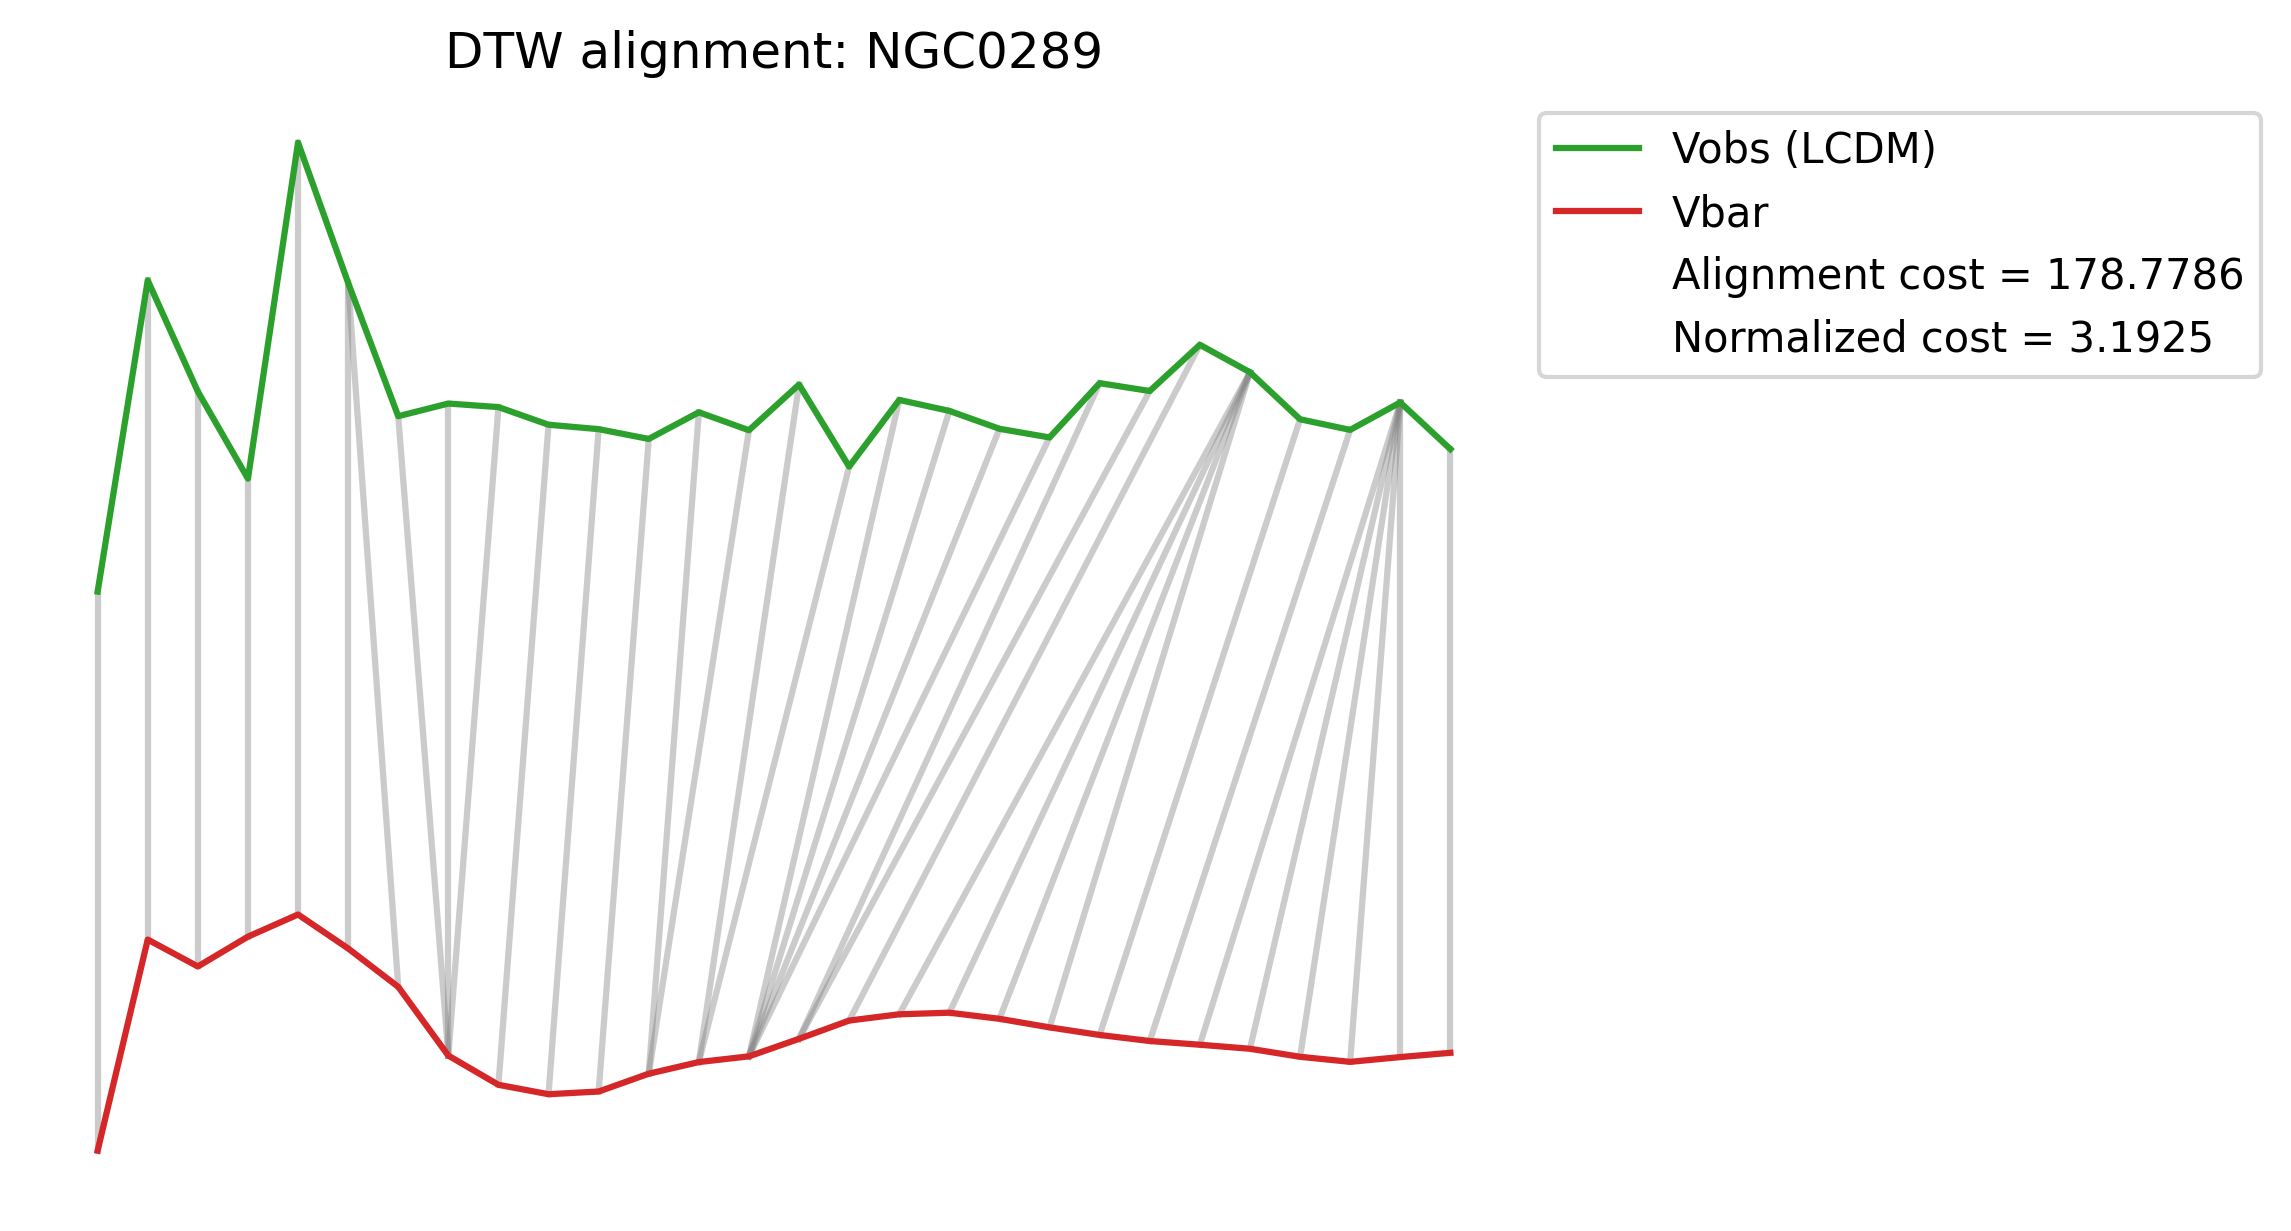 DTW alignment: NGC0289
Vobs (LCDM)
Vbar
Alignment cost = 178.7786
Normalized cost = 3.1925